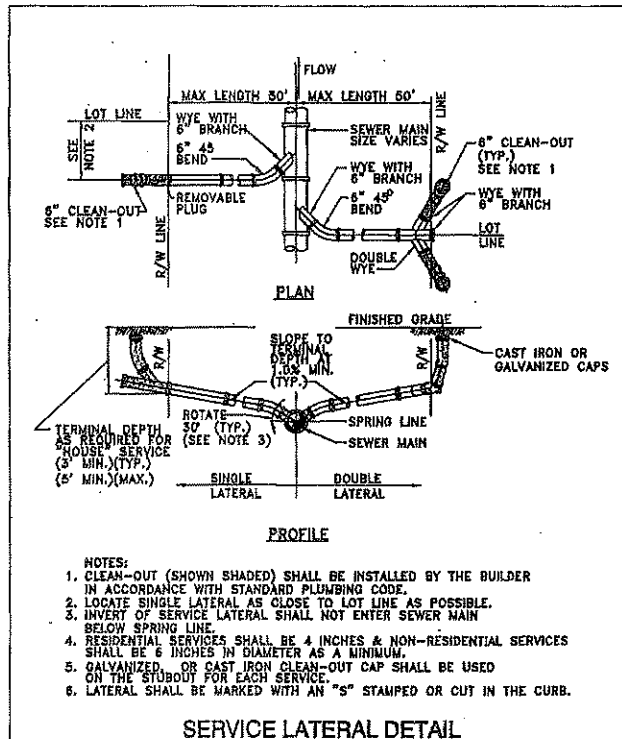 FLOW
MAX LENGTH 50' MAX LENGTH 50'
LOT LINE
SEE NOTE 2
WYE WITH
6" BRANCH
6" 45
BEND
SEWER MAIN
SIZE VARIES
R/W LINE
6" CLEAN-OUT
(TYP.)
SEE NOTE 1
WYE WITH
6" BRANCH
6" 45°
BEND
WYE WITH
6" BRANCH
6" CLEAN-OUT
SEE NOTE 1
REMOVABLE
PLUG
R/W LINE
LOT
LINE
DOUBLE
WYE
PLAN
FINISHED GRADE
R/W
SLOPE TO
TERMINAL
DEPTH AT
1.0% MIN.
(TYP.)
R/W
CAST IRON OR
GALVANIZED CAPS
ROTATE
30° (TYP.)
(SEE NOTE 3)
SPRING LINE
SEWER MAIN
TERMINAL DEPTH
AS REQUIRED FOR
"HOUSE" SERVICE
(3' MIN.)(TYP.)
(5' MIN.)(MAX.)
SINGLE
LATERAL
DOUBLE
LATERAL
PROFILE
NOTES:
1. CLEAN-OUT (SHOWN SHADED) SHALL BE INSTALLED BY THE BUILDER
IN ACCORDANCE WITH STANDARD PLUMBING CODE.
2. LOCATE SINGLE LATERAL AS CLOSE TO LOT LINE AS POSSIBLE.
3. INVERT OF SERVICE LATERAL SHALL NOT ENTER SEWER MAIN
BELOW SPRING LINE.
4. RESIDENTIAL SERVICES SHALL BE 4 INCHES & NON-RESIDENTIAL SERVICES
SHALL BE 6 INCHES IN DIAMETER AS A MINIMUM.
5. GALVANIZED, OR CAST IRON CLEAN-OUT CAP SHALL BE USED
ON THE STUBOUT FOR EACH SERVICE.
6. LATERAL SHALL BE MARKED WITH AN "S" STAMPED OR CUT IN THE CURB.
SERVICE LATERAL DETAIL